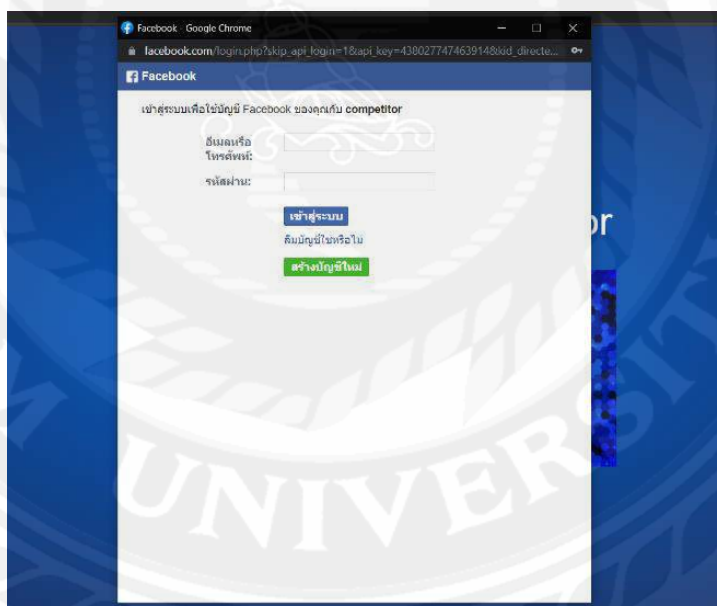 Facebook - Google Chrome
facebook.com/login.php?skip_api_login=1&api_key=438027747463914&kid_directe...
Facebook
เข้าสู่ระบบเพื่อใช้บัญชี Facebook ของคุณกับ competitor
อีเมลหรือ
โทรศัพท์:
รหัสผ่าน:
เข้าสู่ระบบ
ลืมบัญชีใช่หรือไม่
สร้างบัญชีใหม่
or
UNIVE